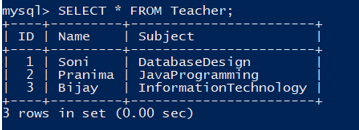 mysql> SELECT * FROM Teacher;
+----+---------+-----------------------+
| ID | Name    | Subject               |
+----+---------+-----------------------+
|  1 | Soni    | DatabaseDesign        |
|  2 | Pranima | JavaProgramming       |
|  3 | Bijay   | InformationTechnology |
+----+---------+-----------------------+
3 rows in set (0.00 sec)